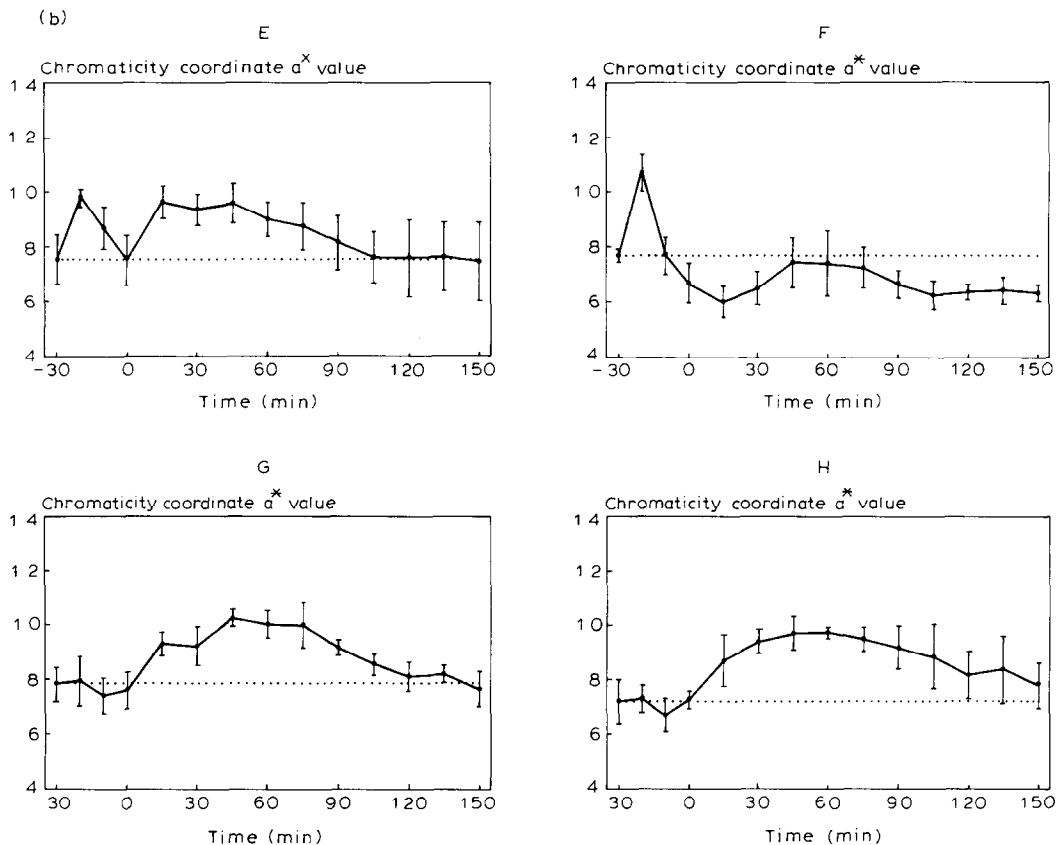 (b)
E
Chromaticity coordinate a× value
14
12
10
8
6
4
-30 0 30 60 90 120 150
Time (min)
F
Chromaticity coordinate a* value
14
12
10
8
6
4
-30 0 30 60 90 120 150
Time (min)
G
Chromaticity coordinate a* value
14
12
10
8
6
4
30 0 30 60 90 120 150
Time (min)
H
Chromaticity coordinate a* value
14
12
10
8
6
4
30 0 30 60 90 120 150
Time (min)